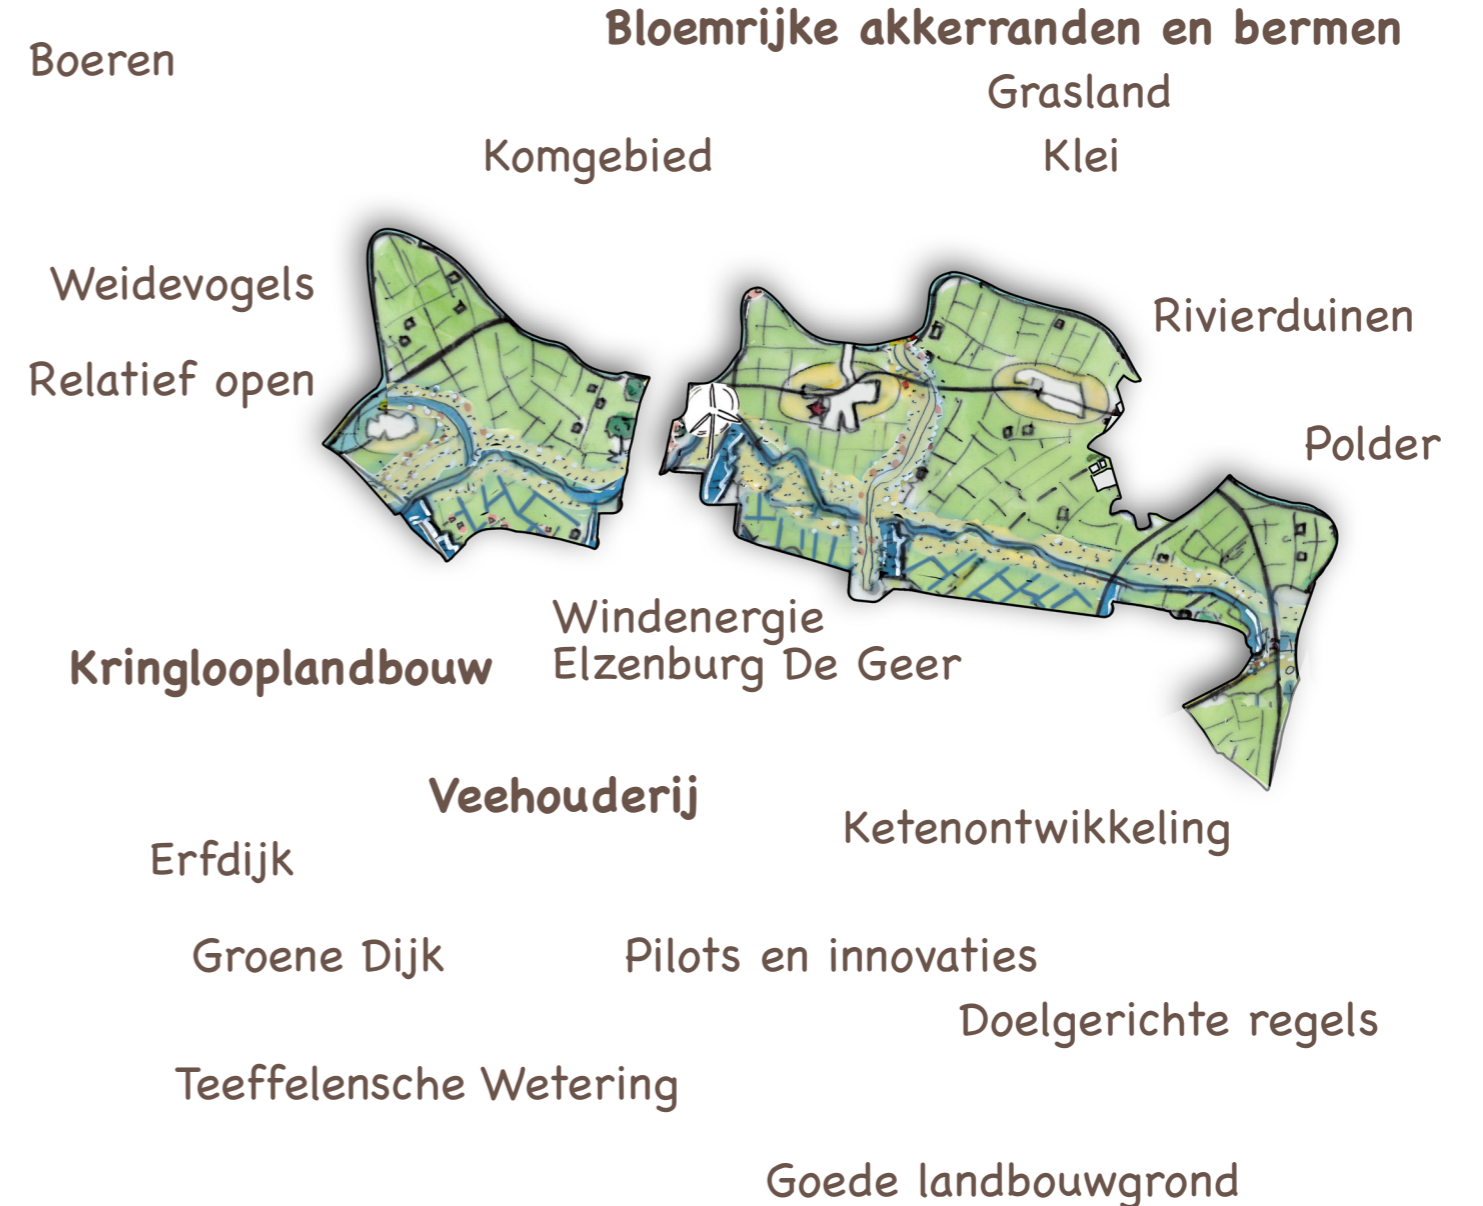 Bloemrijke akkerranden en bermen
Boeren
Grasland
Komgebied
Klei
Weidevogels
Rivierduinen
Relatief open
Polder
Windenergie
Elzenburg De Geer
Kringlooplandbouw
Veehouderij
Ketenontwikkeling
Erfdijk
Groene Dijk
Pilots en innovaties
Doelgerichte regels
Teeffelensche Wetering
Goede landbouwgrond